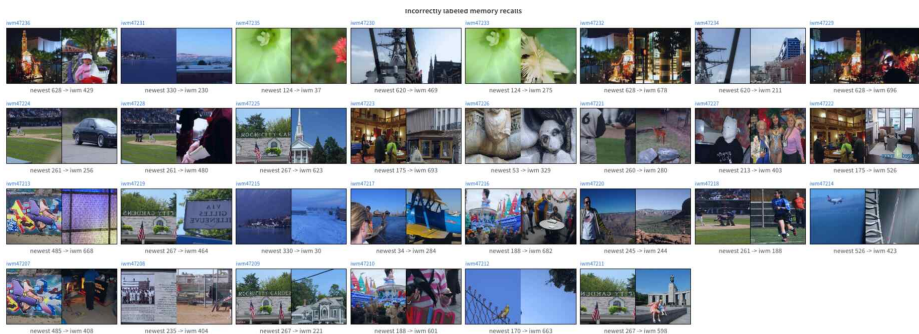 Incorrectly labeled memory recalls
iwm47236 iwm47231 iwm47235 iwm47230 iwm47233 iwm47232 iwm47234 iwm47229
newest 628 -> iwm 429 newest 330 -> iwm 230 newest 124 -> iwm 37 newest 620 -> iwm 469 newest 124 -> iwm 275 newest 628 -> iwm 678 newest 620 -> iwm 211 newest 628 -> iwm 696
iwm47224 iwm47228 iwm47225 iwm47223 iwm47226 iwm47221 iwm47227 iwm47222
newest 261 -> iwm 256 newest 261 -> iwm 480 newest 267 -> iwm 623 newest 175 -> iwm 693 newest 53 -> iwm 329 newest 260 -> iwm 280 newest 213 -> iwm 403 newest 175 -> iwm 526
iwm47213 iwm47219 iwm47215 iwm47217 iwm47216 iwm47220 iwm47218 iwm47214
newest 485 -> iwm 668 newest 267 -> iwm 464 newest 330 -> iwm 30 newest 34 -> iwm 284 newest 188 -> iwm 682 newest 245 -> iwm 244 newest 261 -> iwm 188 newest 526 -> iwm 423
iwm47207 iwm47208 iwm47209 iwm47210 iwm47212 iwm47211
newest 485 -> iwm 408 newest 235 -> iwm 404 newest 267 -> iwm 221 newest 188 -> iwm 601 newest 170 -> iwm 663 newest 267 -> iwm 598